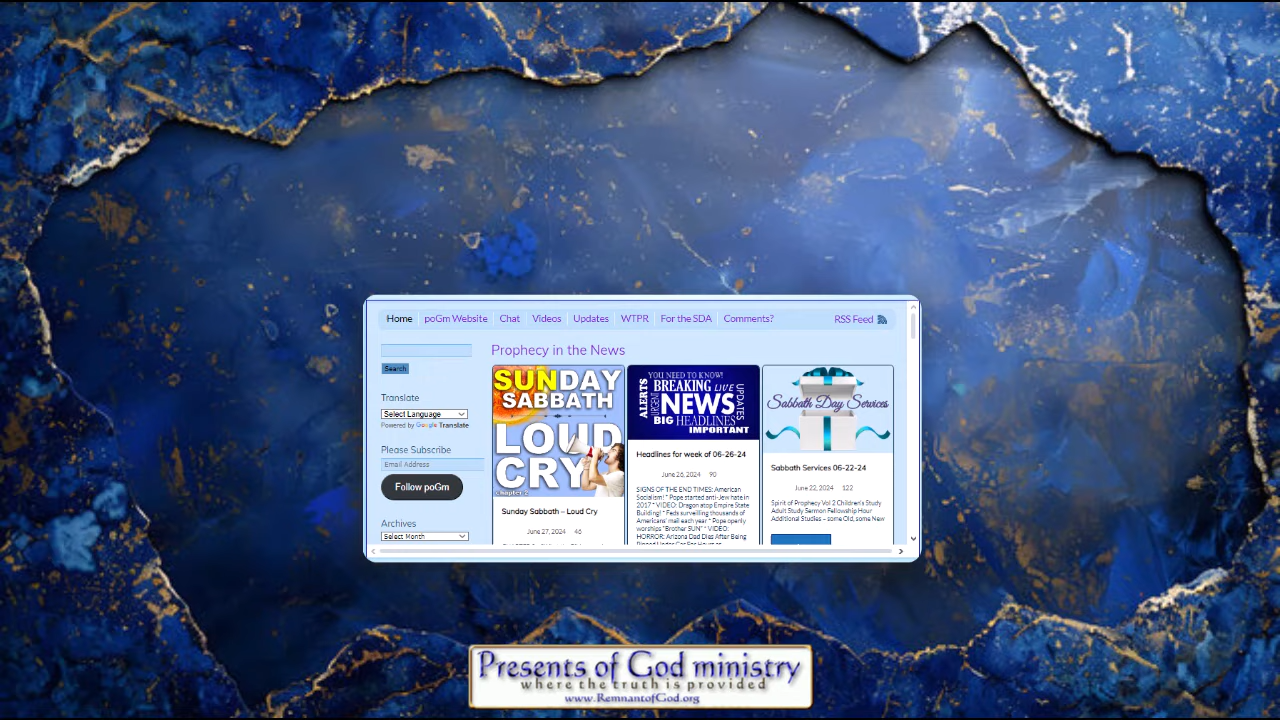 Home poGm Website Chat Videos Updates WTPR For the SDA Comments? RSS Feed
Search
Translate
Select Language
Powered by Google Translate
Please Subscribe
Email Address
Follow poGm
Archives
Select Month
Prophecy in the News
SUNDAY
SABBATH
LOUD
CRY
chapter 2
Sunday Sabbath – Loud Cry
June 27, 2024 46
YOU NEED TO KNOW!
ALERTS
URGENT
BREAKING LIVE
NEWS
UPDATES
BIG HEADLINES
IMPORTANT
Headlines for week of 06-26-24
June 26, 2024 90
SIGNS OF THE END TIMES: American
Socialism! * Pope started anti-Jew hate in
2017 * VIDEO: Dragon atop Empire State
Building! * Feds surveilling thousands of
Americans' mail each year * Pope openly
worships "Brother SUN" * VIDEO:
HORROR: Arizona Dad Dies After Being
Sabbath Day Services
Sabbath Services 06-22-24
June 22, 2024 122
Spirit of Prophecy Vol 2 Children's Study
Adult Study Sermon Fellowship Hour
Additional Studies – some Old, some New
Presents of God ministry
where the truth is provided
www.RemnantofGod.org